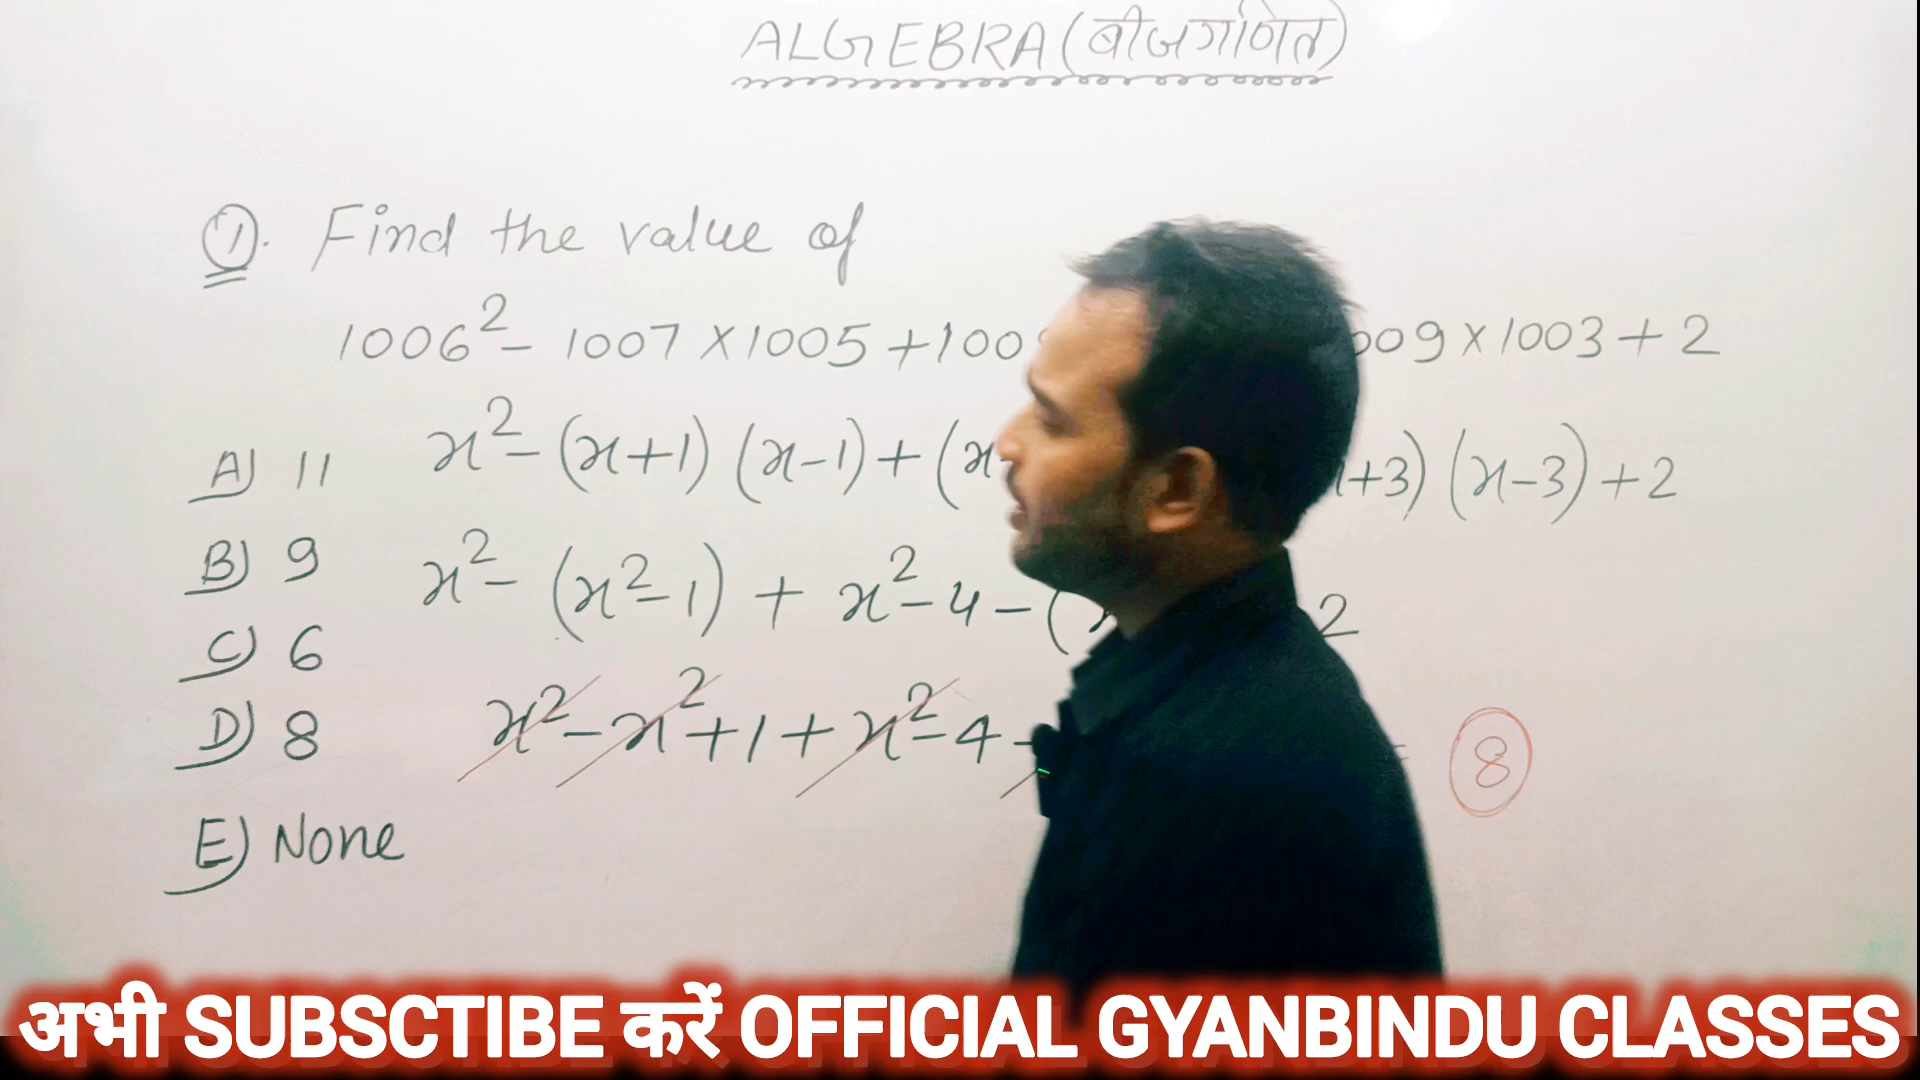 ALGEBRA (बीजगणित)
Q1. Find the value of
1006² - 1007 × 1005 + 100 009 × 1003 + 2
x² - (x+1) (x-1) + (x +3) (x-3) + 2
A) 11
x² - (x² - 1) + x² - 4 - ( 2
B) 9
C) 6
x² - x² + 1 + x² - 4 - = 8
D) 8
E) None
अभी SUBSCTIBE करें OFFICIAL GYANBINDU CLASSES